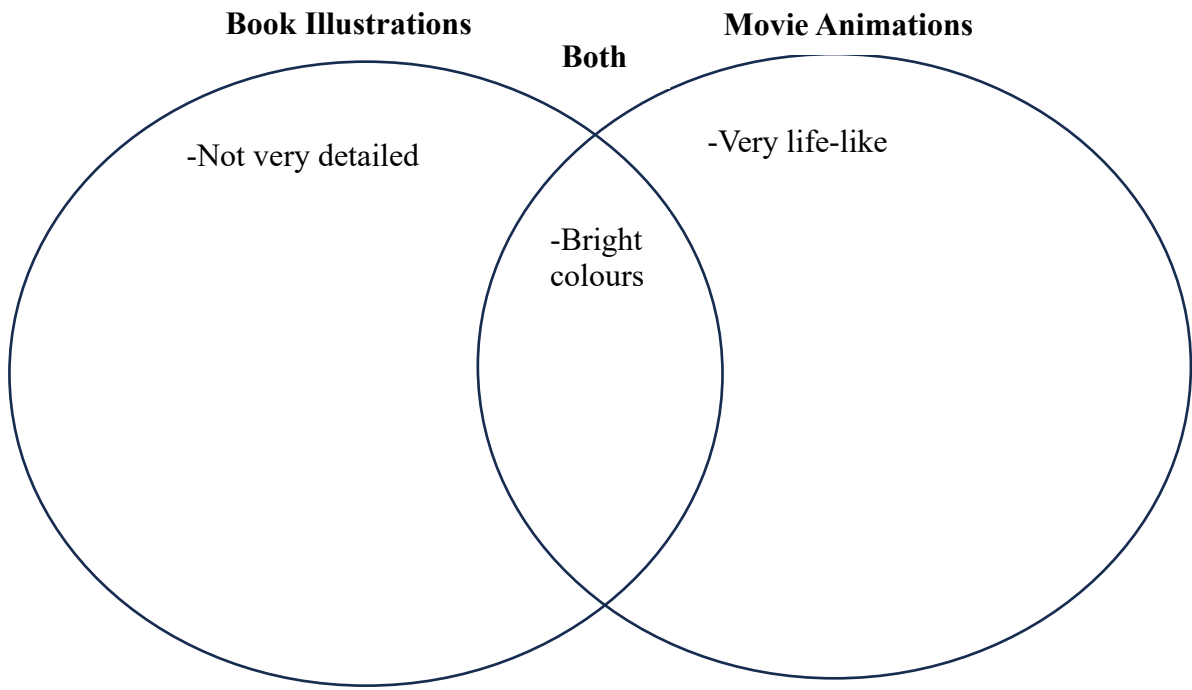 Book Illustrations
Both
Movie Animations
-Not very detailed
-Bright
colours
-Very life-like